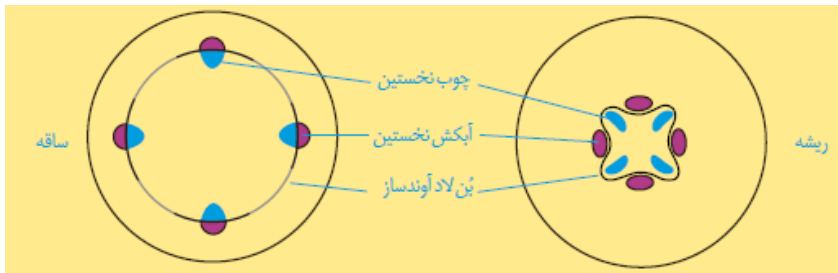 چوب نخستین
ریشه
آبکش نخستین
ساقه
بُن لاد آوندساز